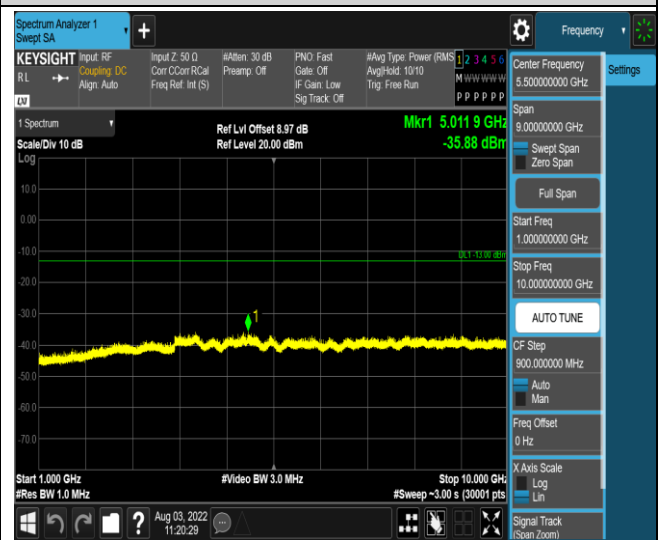 Spectrum Analyzer 1
Swept SA
+
Frequency
KEYSIGHT
Input: RF
Coupling: DC
Align: Auto
RL
Input Z: 50 Ω
Corr CCorr RCal
Freq Ref: Int (S)
#Atten: 30 dB
Preamp: Off
PNO: Fast
Gate: Off
IF Gain: Low
Sig Track: Off
#Avg Type: Power (RMS
Avg|Hold: 10/10
Trig: Free Run
1 2 3 4 5 6
M W W W W W
P P P P P P
LXI
Center Frequency
5.500000000 GHz
Settings
Span
9.00000000 GHz
Swept Span
Zero Span
Full Span
Start Freq
1.000000000 GHz
Stop Freq
10.000000000 GHz
AUTO TUNE
CF Step
900.000000 MHz
Auto
Man
Freq Offset
0 Hz
X Axis Scale
Log
Lin
Signal Track
(Span Zoom)
1 Spectrum
Scale/Div 10 dB
Log
Ref Lvl Offset 8.97 dB
Ref Level 20.00 dBm
Mkr1 5.011 9 GHz
-35.88 dBm
10.0
0.00
-10.0
DL1 -13.00 dBm
-20.0
-30.0
1
-40.0
-50.0
-60.0
-70.0
Start 1.000 GHz
#Res BW 1.0 MHz
#Video BW 3.0 MHz
Stop 10.000 GHz
#Sweep ~3.00 s (30001 pts
?
Aug 03, 2022
11:20:29